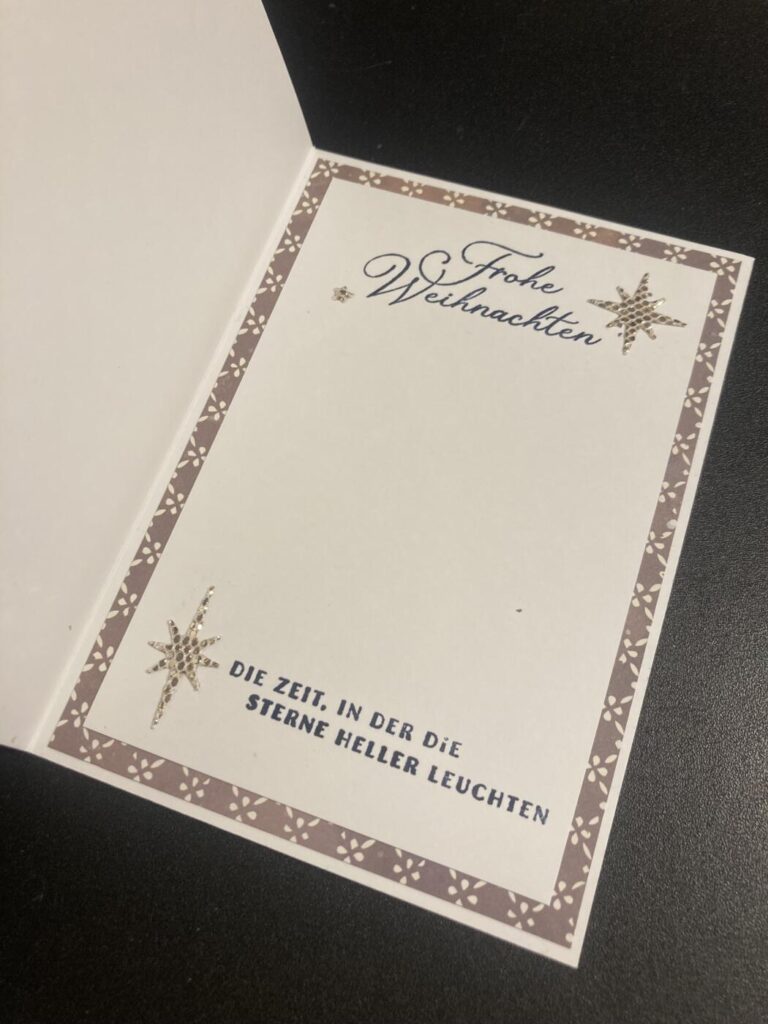 Frohe
Weihnachten
DIE ZEIT, IN DER DiE
STERNE HELLER LEUCHTEN